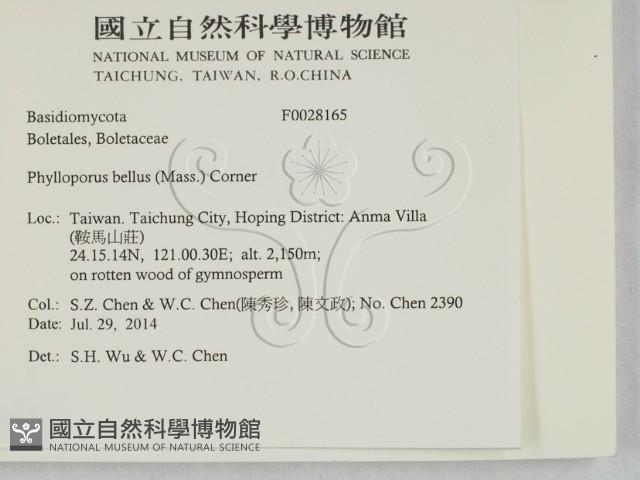 國立自然科學博物館
NATIONAL MUSEUM OF NATURAL SCIENCE
TAICHUNG, TAIWAN, R.O.CHINA
Basidiomycota F0028165
Boletales, Boletaceae
Phylloporus bellus (Mass.) Corner
Loc.: Taiwan. Taichung City, Hoping District: Anma Villa
(鞍馬山莊)
24.15.14N, 121.00.30E; alt. 2,150m;
on rotten wood of gymnosperm
Col.: S.Z. Chen & W.C. Chen(陳秀珍, 陳文政); No. Chen 2390
Date: Jul. 29, 2014
Det.: S.H. Wu & W.C. Chen
國立自然科學博物館
NATIONAL MUSEUM OF NATURAL SCIENCE